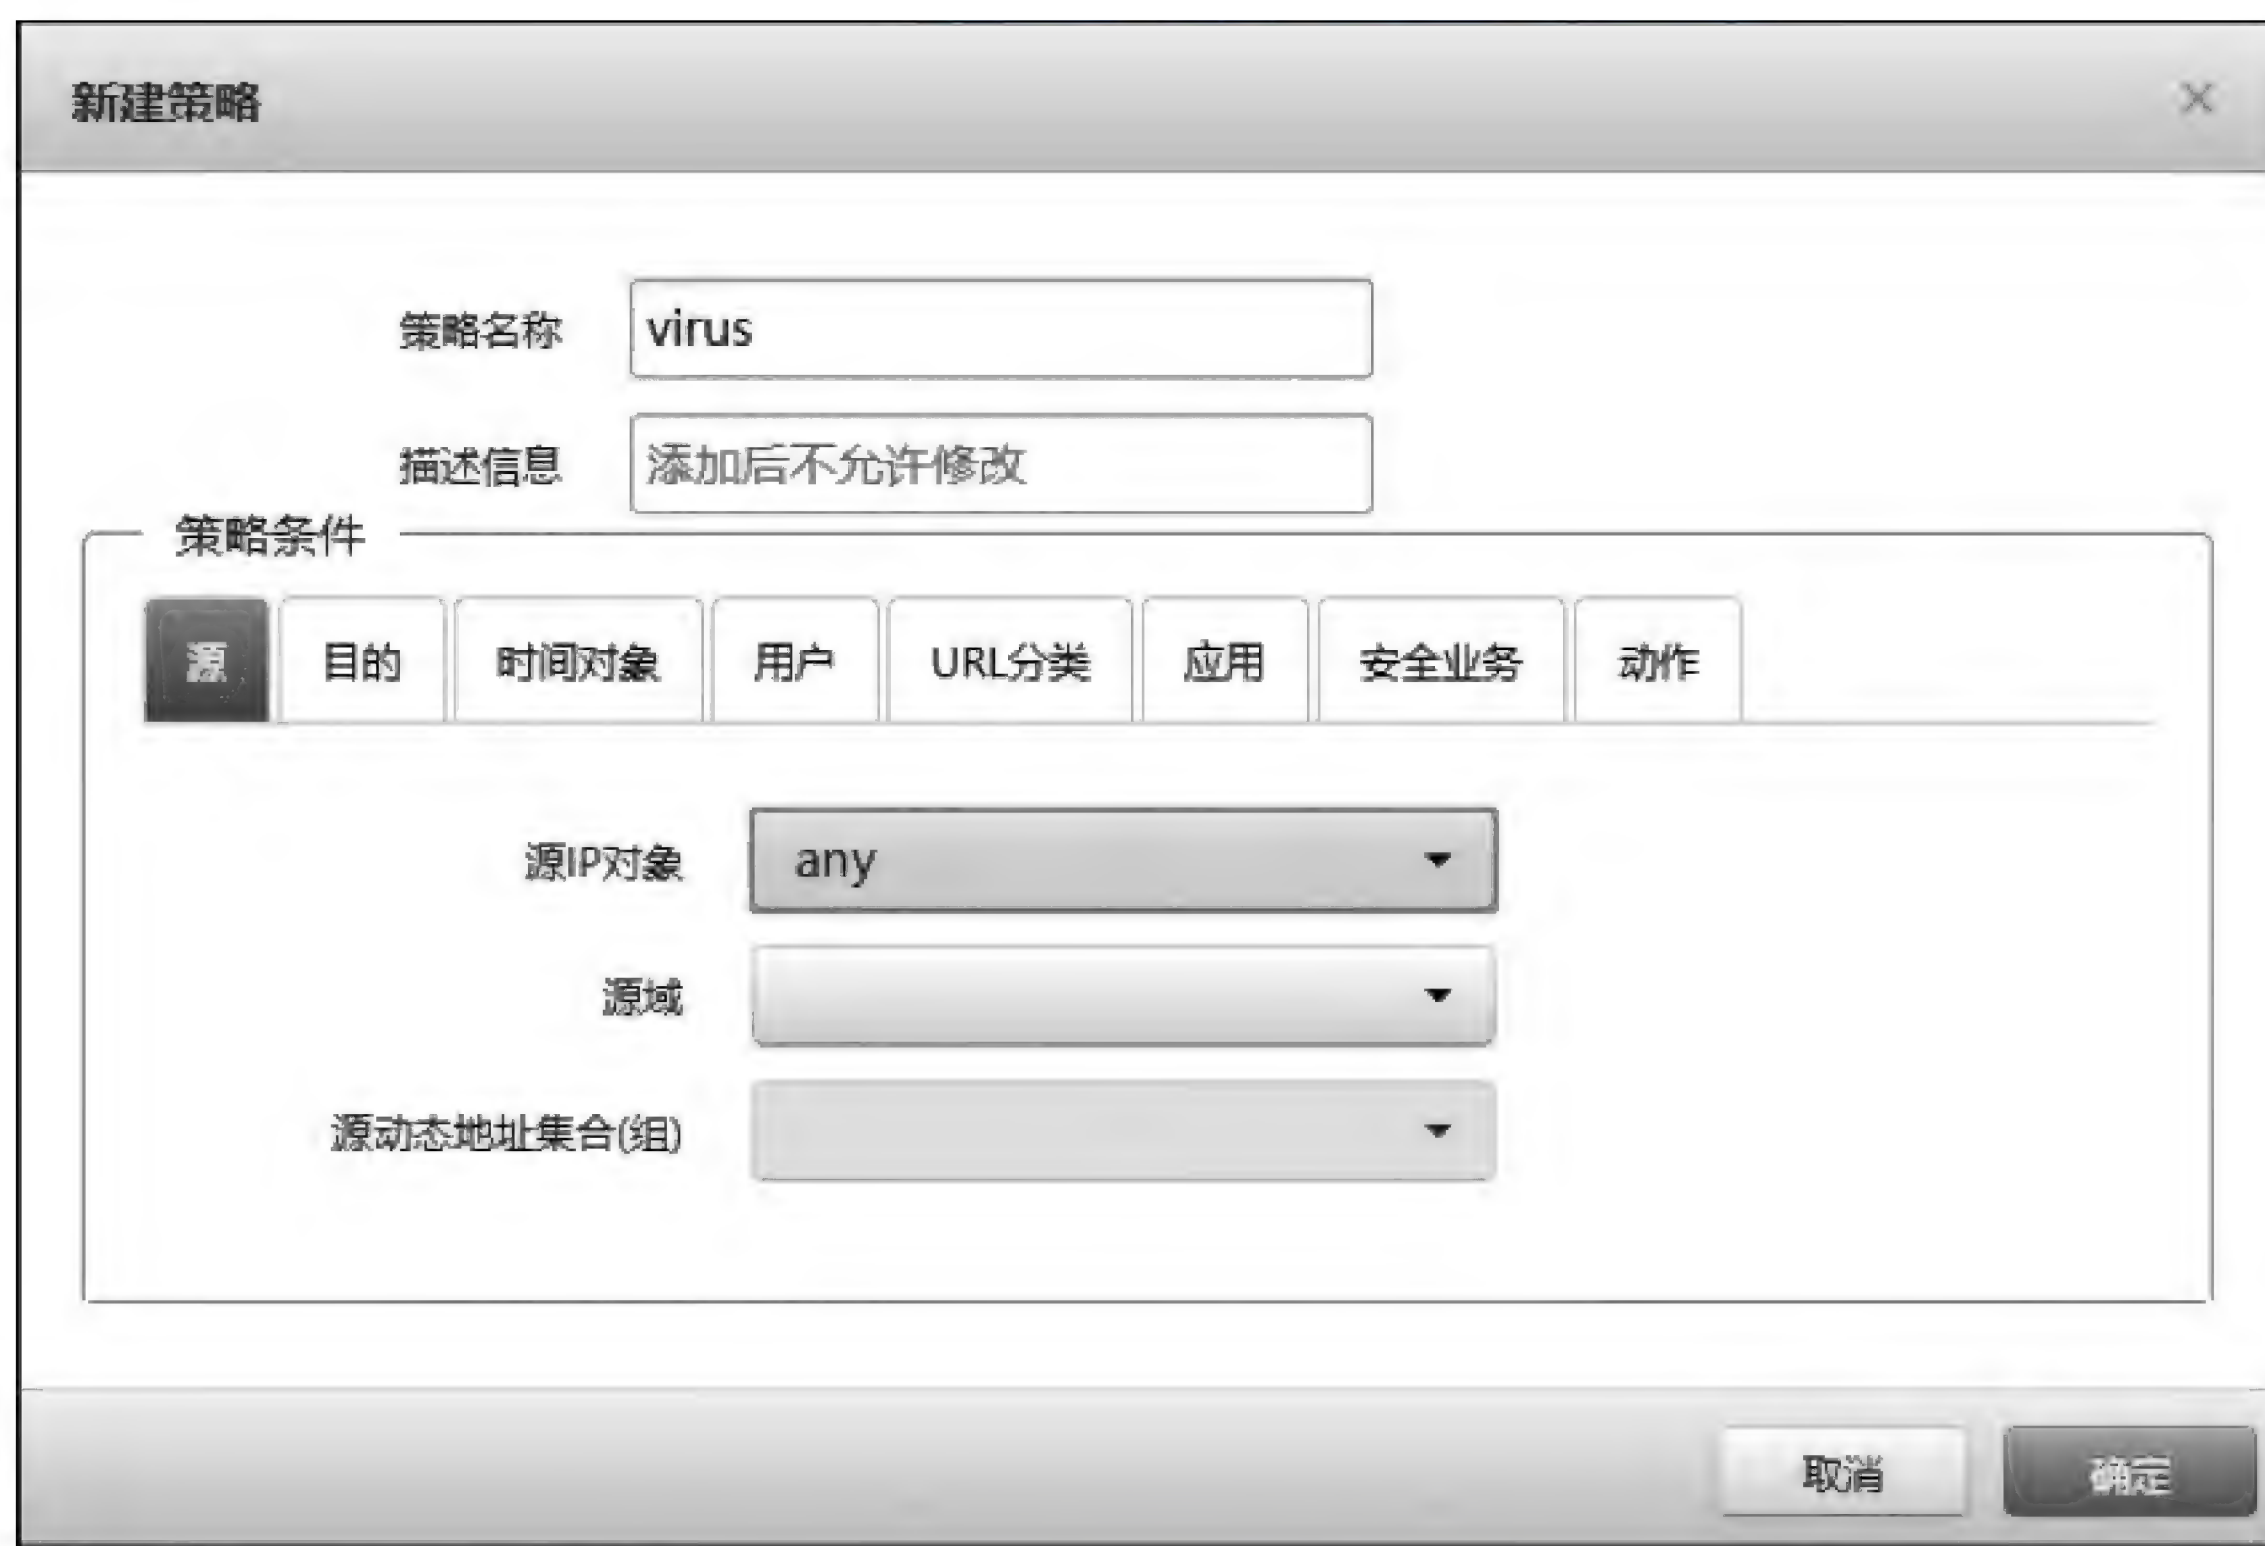 新建策略 ×
策略名称 virus
描述信息 添加后不允许修改
策略条件
源 目的 时间对象 用户 URL分类 应用 安全业务 动作
源IP对象 any
源域
源动态地址集合(组)
取消 确定